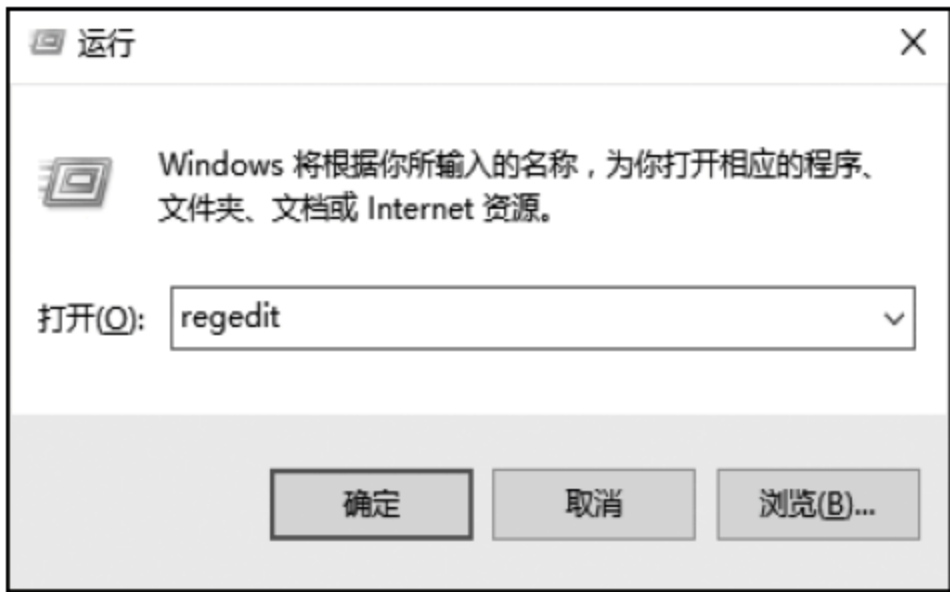 运行
Windows 将根据你所输入的名称，为你打开相应的程序、
文件夹、文档或 Internet 资源。
打开(O): regedit
确定 取消 浏览(B)...